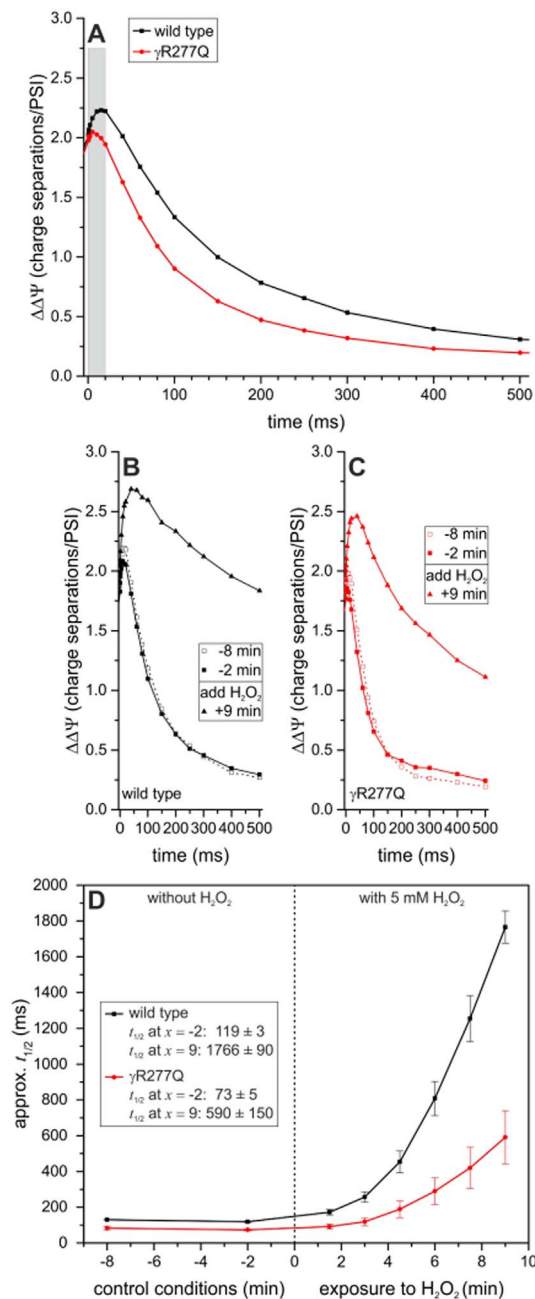 A
wild type
γR277Q
3.0
2.5
2.0
1.5
1.0
0.5
0.0
ΔΔΨ (charge separations/PSI)
0 100 200 300 400 500
time (ms)
B
3.0
2.5
2.0
1.5
1.0
0.5
0.0
ΔΔΨ (charge separations/PSI)
-8 min
-2 min
add H₂O₂
+9 min
wild type
0 100 200 300 400 500
time (ms)
C
3.0
2.5
2.0
1.5
1.0
0.5
0.0
ΔΔΨ (charge separations/PSI)
-8 min
-2 min
add H₂O₂
+9 min
γR277Q
0 100 200 300 400 500
time (ms)
D
without H₂O₂
with 5 mM H₂O₂
2000
1800
1600
1400
1200
1000
800
600
400
200
0
approx. t₁/₂ (ms)
wild type
t₁/₂ at x = -2: 119 ± 3
t₁/₂ at x = 9: 1766 ± 90
γR277Q
t₁/₂ at x = -2: 73 ± 5
t₁/₂ at x = 9: 590 ± 150
-8 -6 -4 -2 0 2 4 6 8 10
control conditions (min)
exposure to H₂O₂ (min)